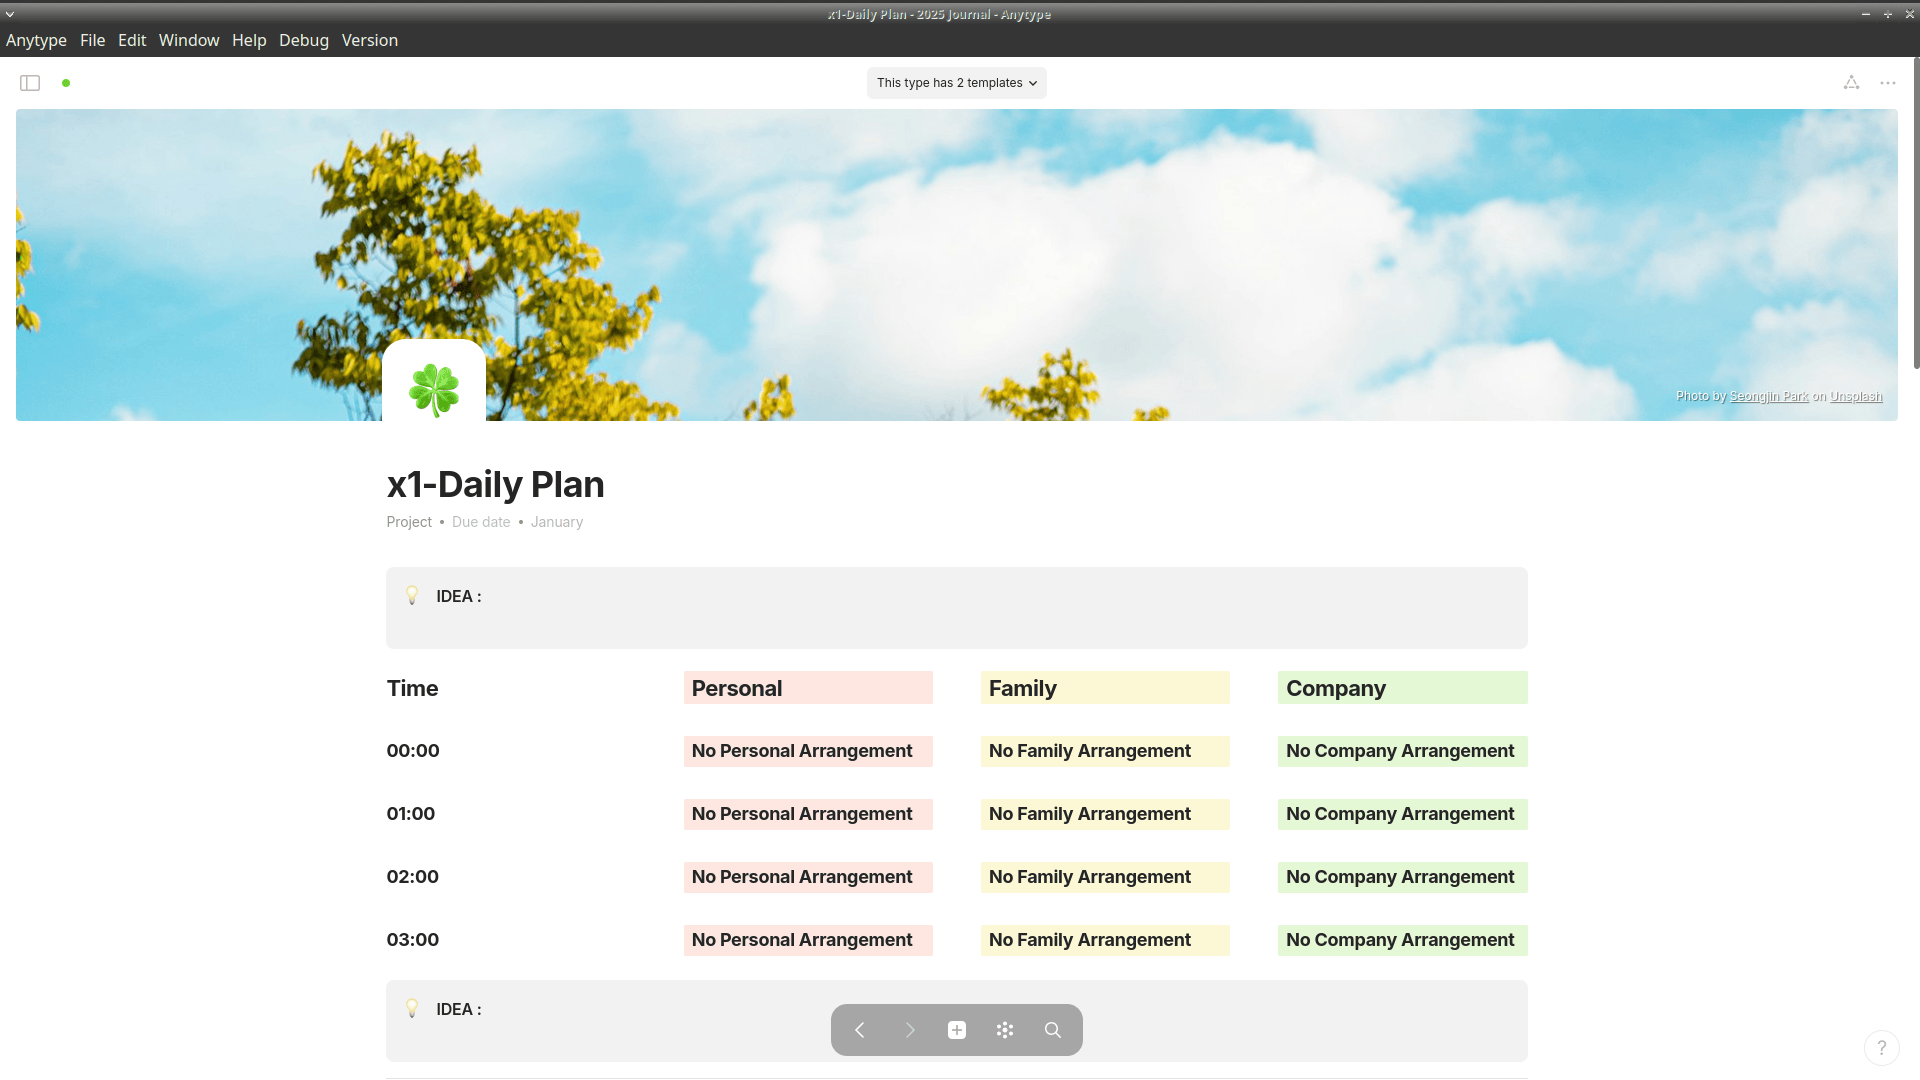 x1-Daily Plan - 2025 Journal - Anytype
Anytype File Edit Window Help Debug Version
This type has 2 templates
Photo by Seongjin Park on Unsplash
x1-Daily Plan
Project • Due date • January
IDEA :
Time Personal Family Company
00:00 No Personal Arrangement No Family Arrangement No Company Arrangement
01:00 No Personal Arrangement No Family Arrangement No Company Arrangement
02:00 No Personal Arrangement No Family Arrangement No Company Arrangement
03:00 No Personal Arrangement No Family Arrangement No Company Arrangement
IDEA :
?